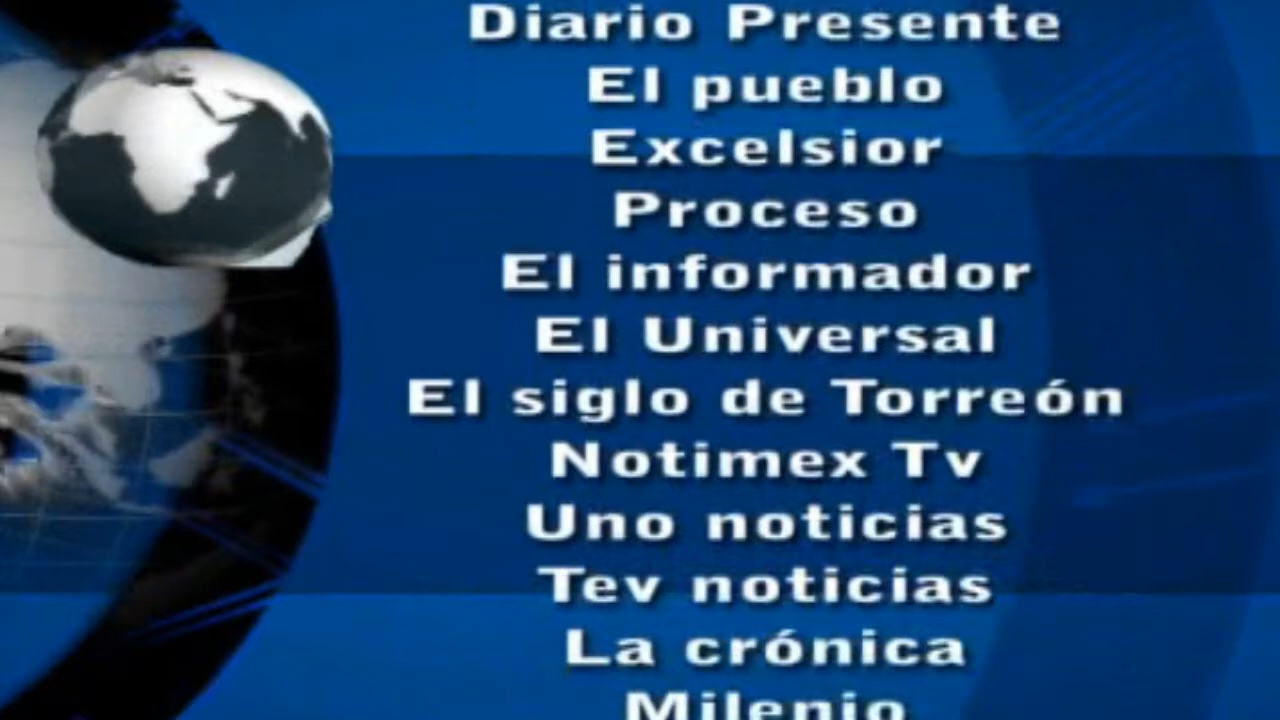 Diario Presente
El pueblo
Excelsior
Proceso
El informador
El Universal
El siglo de Torreón
Notimex Tv
Uno noticias
Tev noticias
La crónica
Milenio